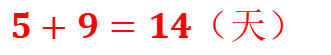 5 + 9 = 14（天）